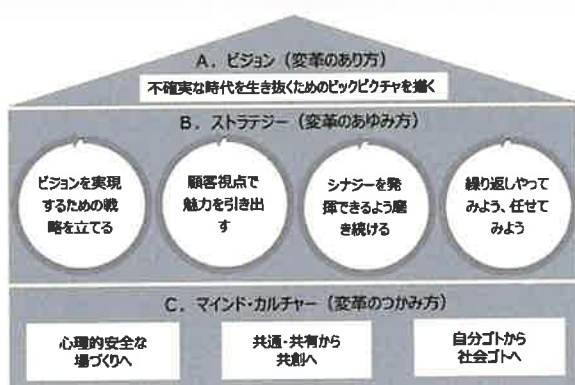 A．ビジョン（変革のあり方）
不確実な時代を生き抜くためのビックピクチャを描く
B．ストラテジー（変革のあゆみ方）
ビジョンを実現
するための戦
略を立てる
顧客視点で
魅力を引き出
す
シナジーを発
揮できるよう磨
き続ける
繰り返しやって
みよう、任せて
みよう
C．マインド・カルチャー（変革のつかみ方）
心理的安全な
場づくりへ
共通・共有から
共創へ
自分ゴトから
社会ゴトへ